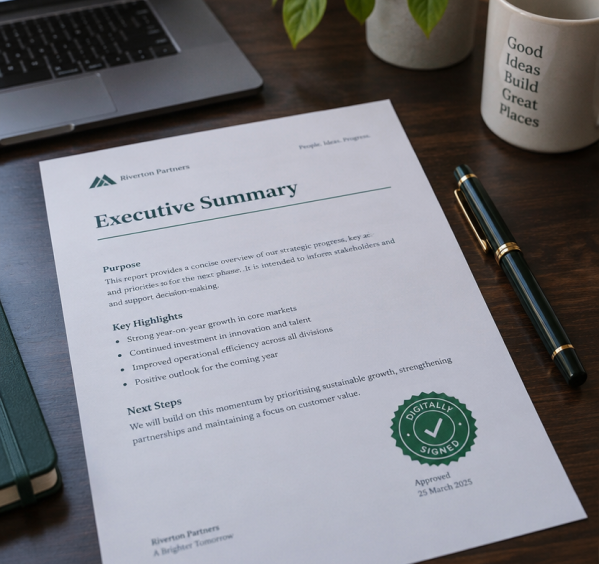 Good
Ideas
Build
Great
Places
People. Ideas. Progress.
Riverton Partners
Executive Summary
Purpose
This report provides a concise overview of our strategic progress, key ac-
and priorities to for the next phase. It is intended to inform stakeholders and
and support decision-making.
Key Highlights
Strong year-on-year growth in core markets
Continued investment in innovation and talent
Improved operational efficiency across all divisions
Positive outlook for the coming year
Next Steps
We will build on this momentum by prioritising sustainable growth, strengthening
partnerships and maintaining a focus on customer value.
DIGITALLY
SIGNED
Approved
25 March 2025
Riverton Partners
A Brighter Tomorrow